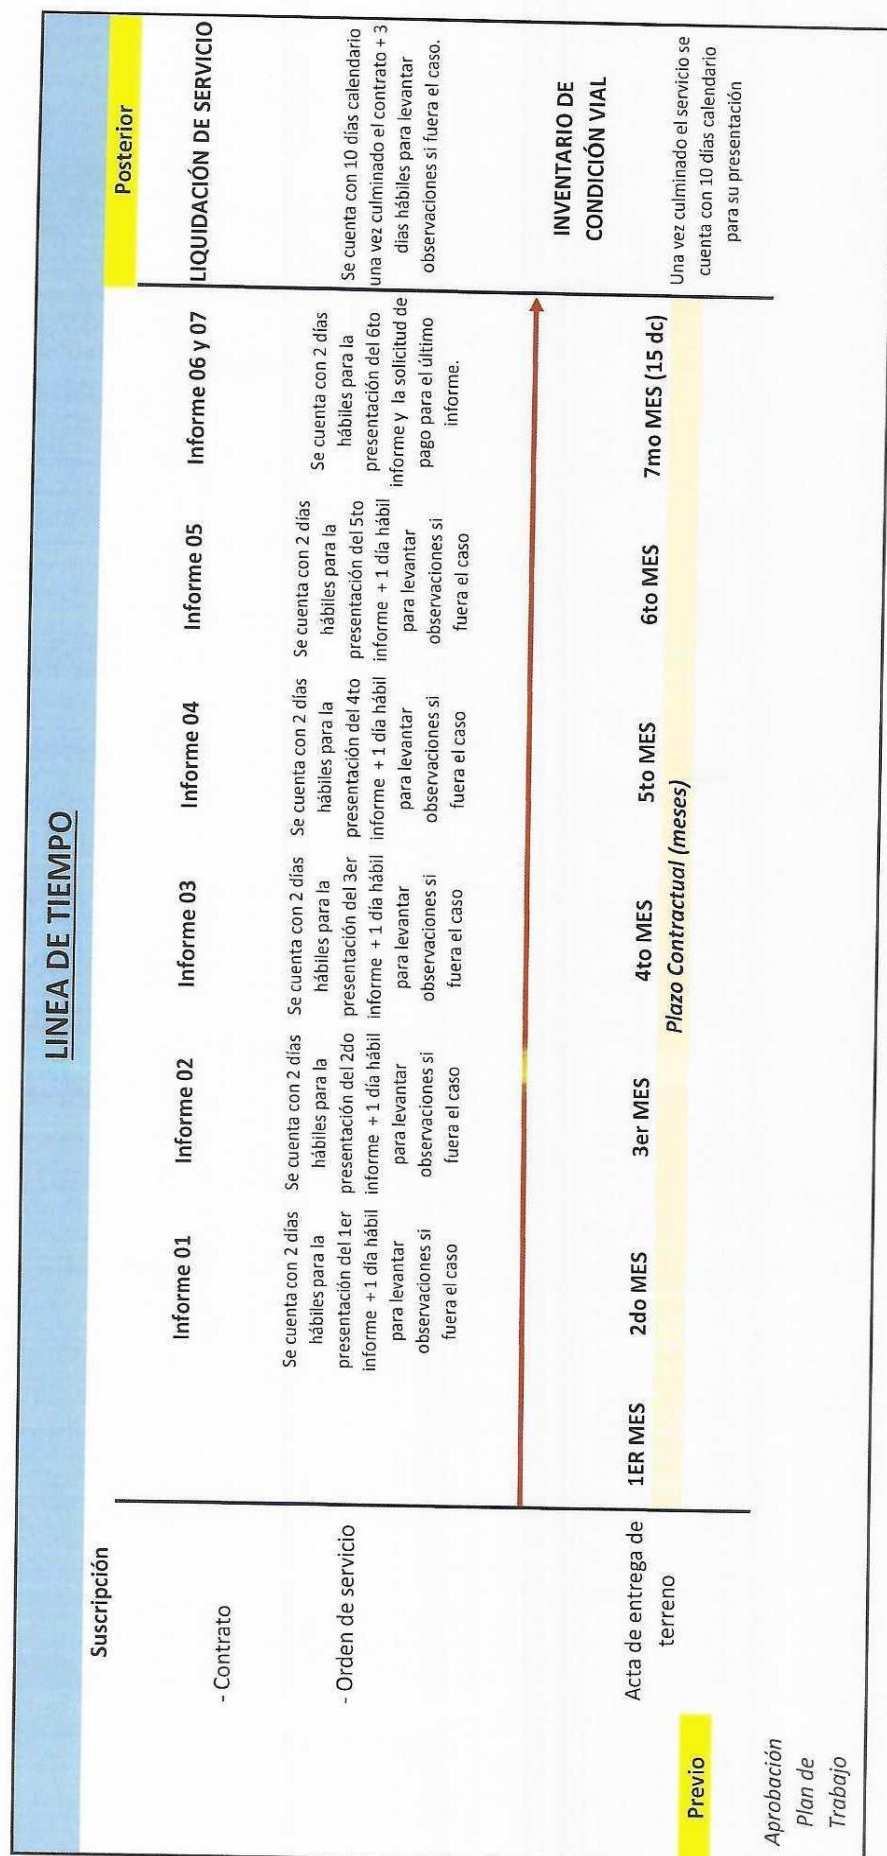 LINEA DE TIEMPO
Suscripción
- Contrato
- Orden de servicio
Acta de entrega de
terreno
Previo
Aprobación
Plan de
Trabajo
Informe 01
Se cuenta con 2 días
hábiles para la
presentación del 1er
informe + 1 día hábil
para levantar
observaciones si
fuera el caso
Informe 02
Se cuenta con 2 días
hábiles para la
presentación del 2do
informe + 1 día hábil
para levantar
observaciones si
fuera el caso
Informe 03
Se cuenta con 2 días
hábiles para la
presentación del 3er
informe + 1 día hábil
para levantar
observaciones si
fuera el caso
Informe 04
Se cuenta con 2 días
hábiles para la
presentación del 4to
informe + 1 día hábil
para levantar
observaciones si
fuera el caso
Informe 05
Se cuenta con 2 días
hábiles para la
presentación del 5to
informe + 1 día hábil
para levantar
observaciones si
fuera el caso
Informe 06 y 07
Se cuenta con 2 días
hábiles para la
presentación del 6to
informe y la solicitud de
pago para el último
informe.
1ER MES
2do MES
3er MES
4to MES
5to MES
6to MES
7mo MES (15 dc)
Plazo Contractual (meses)
Posterior
LIQUIDACIÓN DE SERVICIO
Se cuenta con 10 días calendario
una vez culminado el contrato + 3
días hábiles para levantar
observaciones si fuera el caso.
INVENTARIO DE
CONDICIÓN VIAL
Una vez culminado el servicio se
cuenta con 10 días calendario
para su presentación